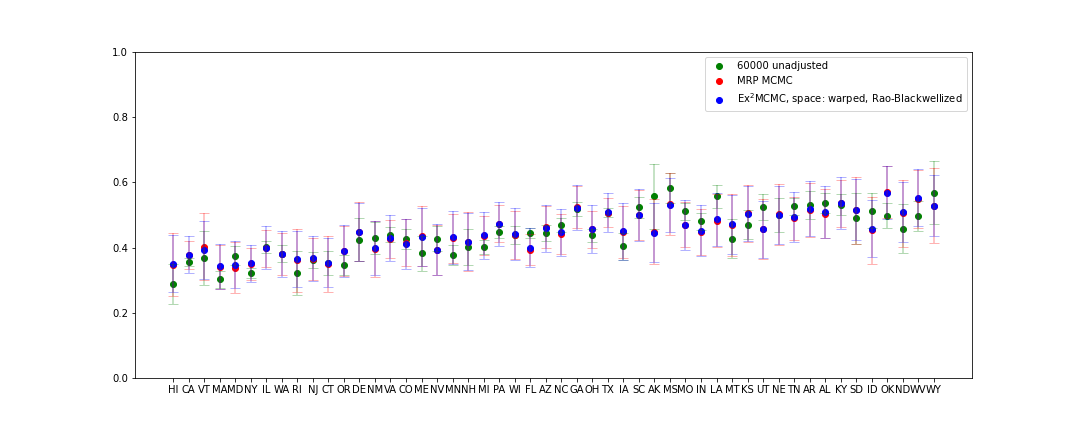 1.0
60000 unadjusted
MRP MCMC
Ex²MCMC, space: warped, Rao-Blackwellized
0.8
0.6
0.4
0.2
0.0
HI CA VT MA MD NY IL WA RI NJ CT OR DE NM VA CO ME NV MN NH MI PA WI FL AZ NC GA OH TX IA SC AK MS MO IN LA MT KS UT NE TN AR AL KY SD ID OK ND WV WY